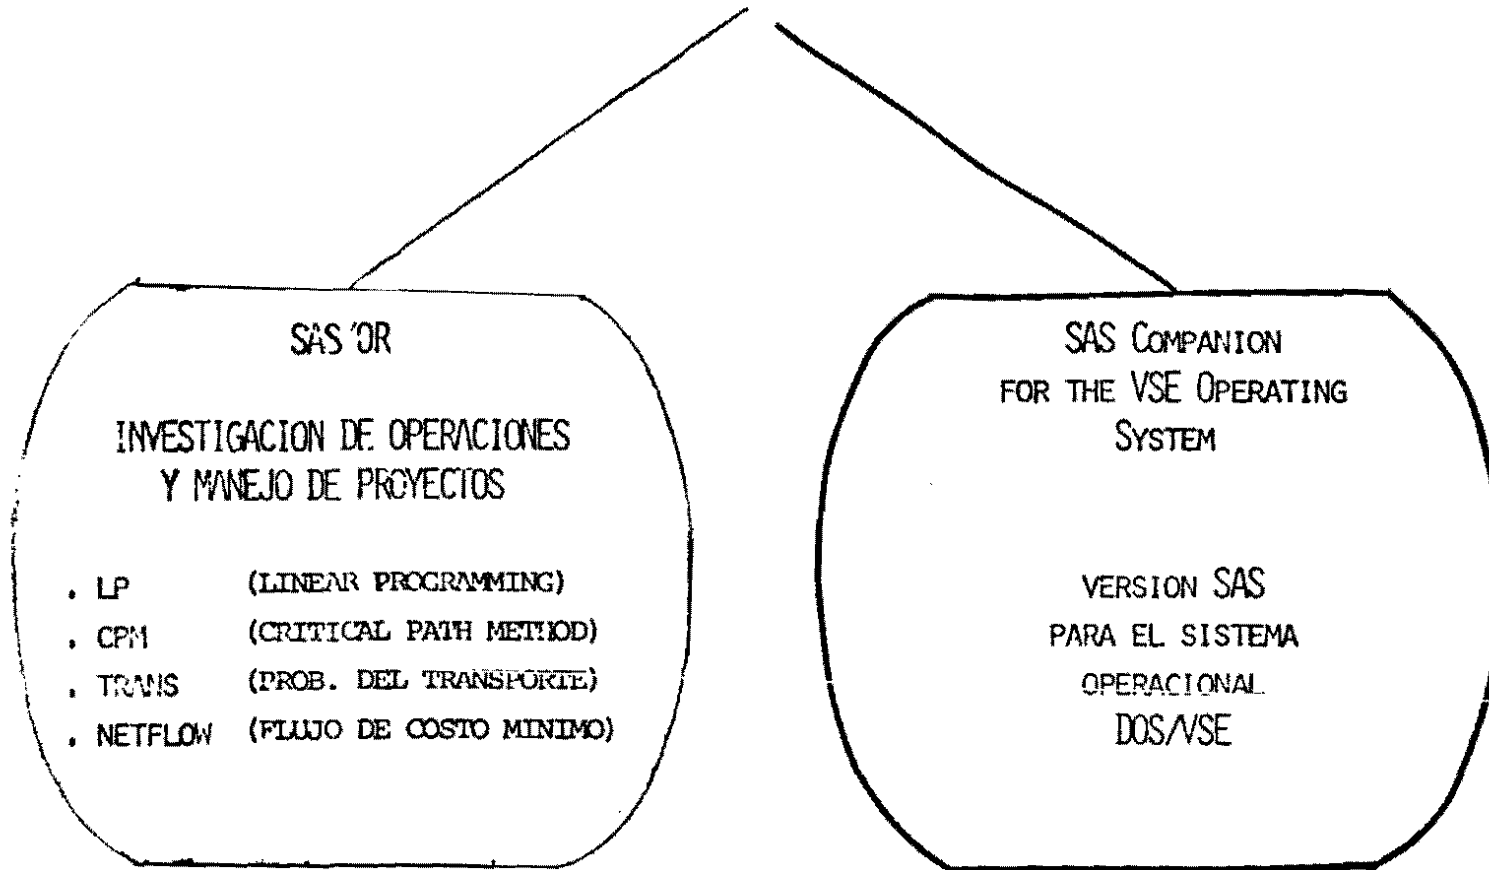 SAS/OR
INVESTIGACION DE OPERACIONES
Y MANEJO DE PROYECTOS
. LP (LINEAR PROGRAMMING)
. CPM (CRITICAL PATH METHOD)
. TRANS (PROB. DEL TRANSPORTE)
. NETFLOW (FLUJO DE COSTO MINIMO)
SAS COMPANION
FOR THE VSE OPERATING
SYSTEM
VERSION SAS
PARA EL SISTEMA
OPERACIONAL
DOS/VSE